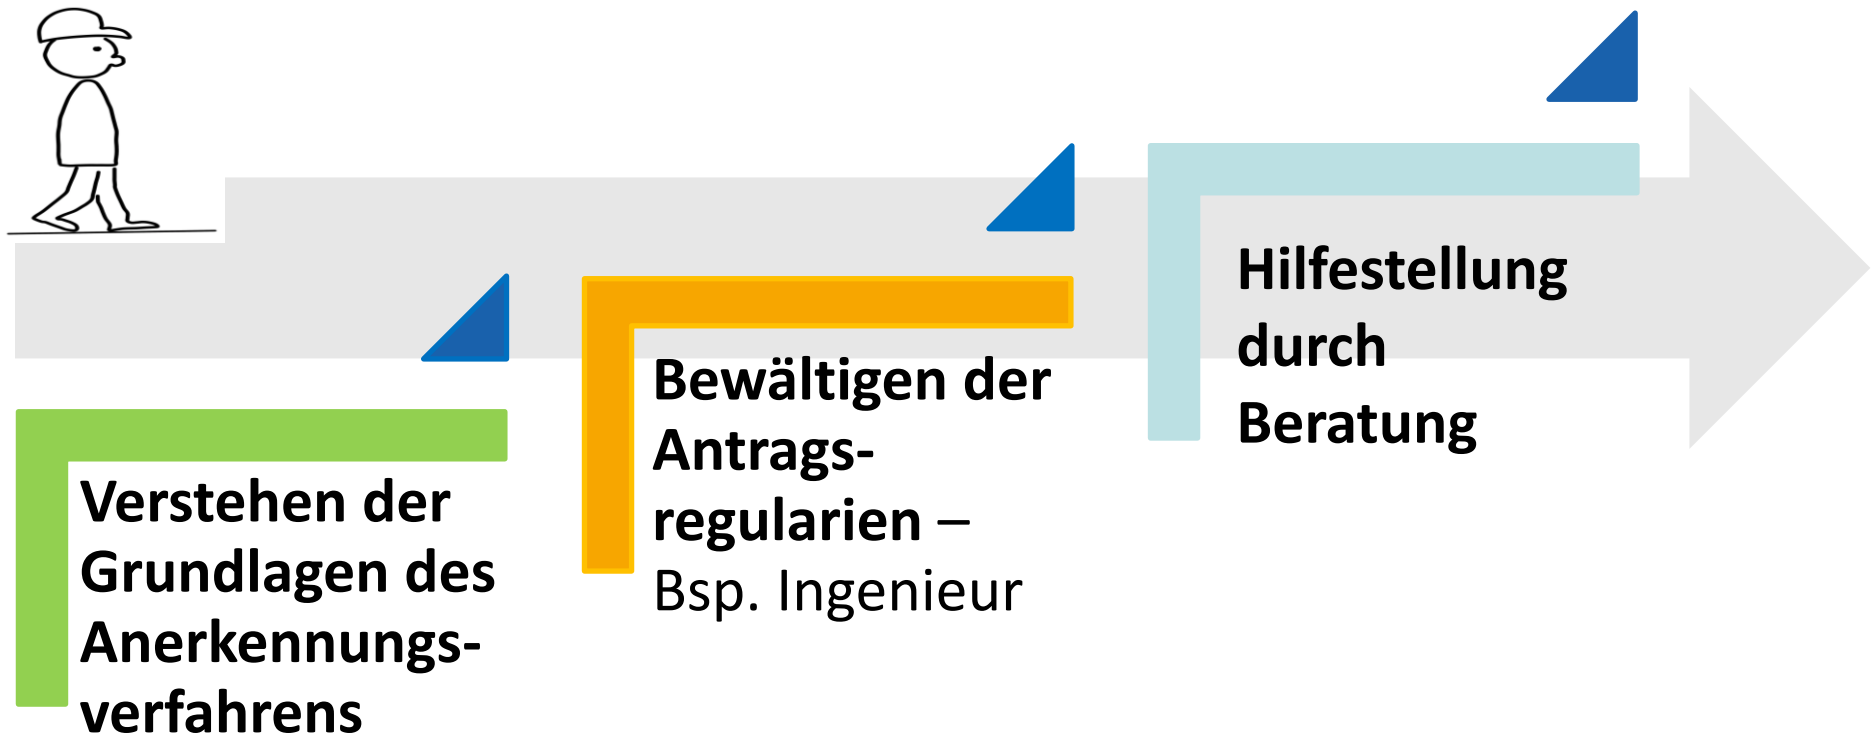 Verstehen der
Grundlagen des
Anerkennungs-
verfahrens
Bewältigen der
Antrags-
regularien –
Bsp. Ingenieur
Hilfestellung
durch
Beratung